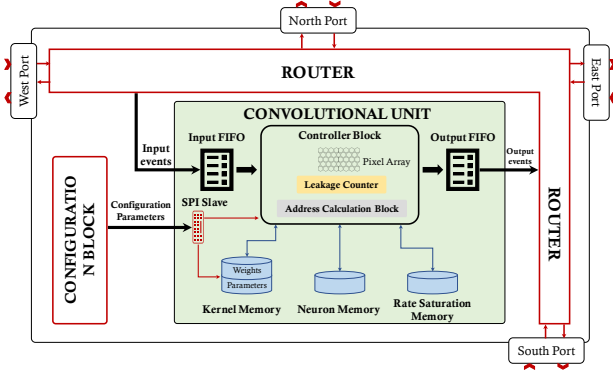 North Port
West Port
East Port
ROUTER
CONVOLUTIONAL UNIT
Input
events
Input FIFO
Controller Block
Pixel Array
Leakage Counter
Address Calculation Block
Output FIFO
Output
events
ROUTER
CONFIGURATIO
N BLOCK
Configuration
Parameters
SPI Slave
Weights
Parameters
Kernel Memory
Neuron Memory
Rate Saturation
Memory
South Port